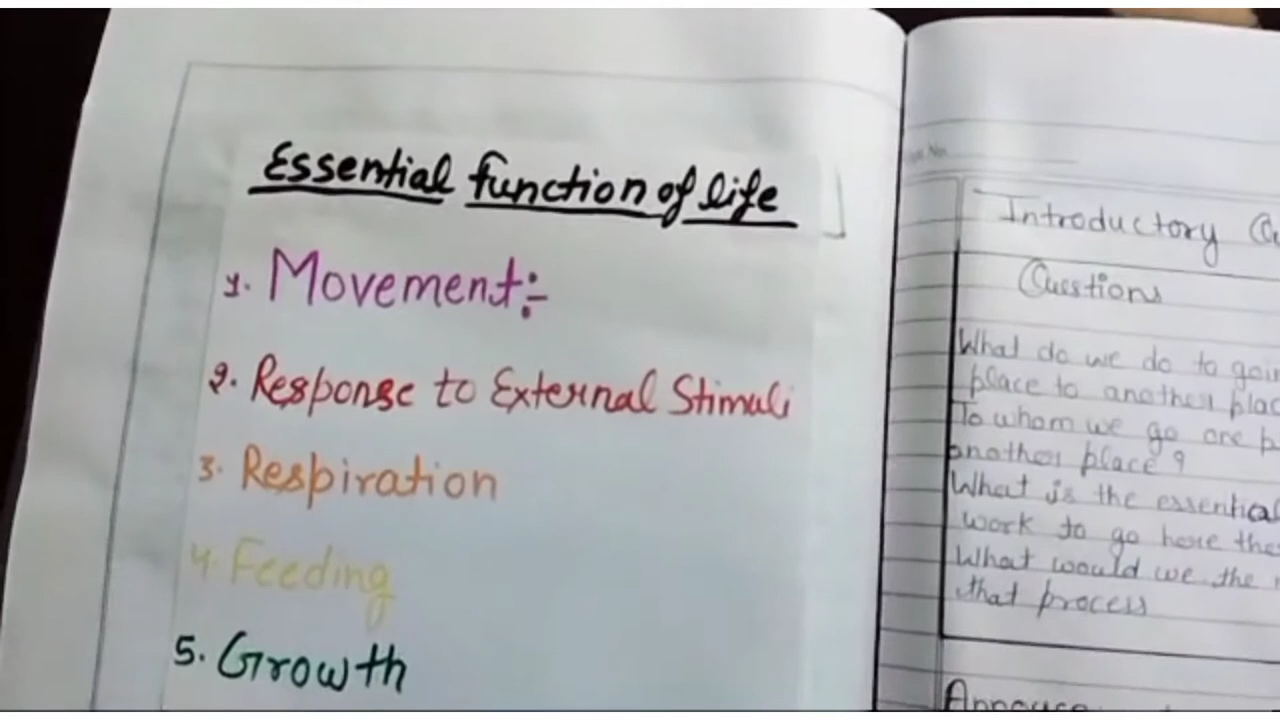 Essential function of life
1. Movement:-
2. Response to External Stimuli
3. Respiration
4. Feeding
5. Growth
Introductory
Questions
What do we do to goin
place to another plac
To whom we go are
another place ?
What is the essential
work to go here
What would we the
that process